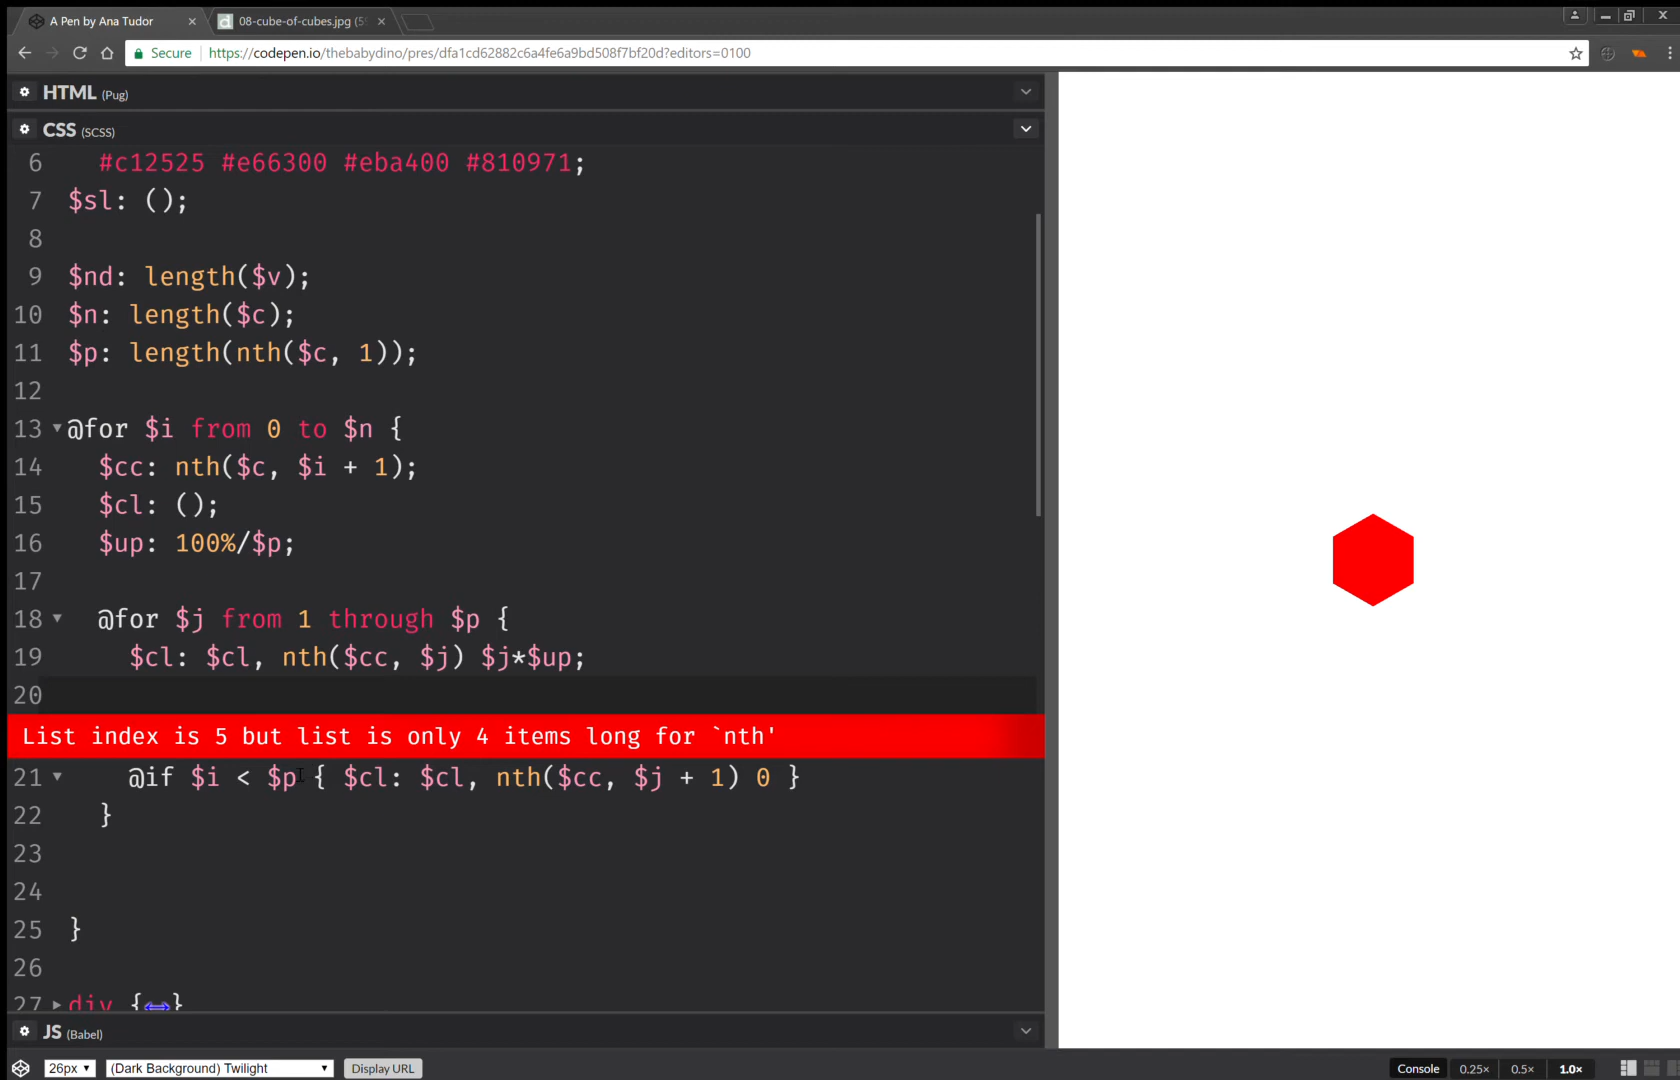 A Pen by Ana Tudor
08-cube-of-cubes.jpg (5
Secure
https://codepen.io/thebabydino/pres/dfa1cd62882c6a4fe6a9bd508f7bf20d?editors=0100
HTML (Pug)
CSS (SCSS)
6 #c12525 #e66300 #eba400 #810971;
7 $sl: ();
8
9 $nd: length($v);
10 $n: length($c);
11 $p: length(nth($c, 1));
12
13 @for $i from 0 to $n {
14 $cc: nth($c, $i + 1);
15 $cl: ();
16 $up: 100%/$p;
17
18 @for $j from 1 through $p {
19 $cl: $cl, nth($cc, $j) $j*$up;
20
List index is 5 but list is only 4 items long for `nth'
21 @if $i < $p { $cl: $cl, nth($cc, $j + 1) 0 }
22 }
23
24
25 }
26
27 div {↔}
JS (Babel)
26px
(Dark Background) Twilight
Display URL
Console
0.25×
0.5×
1.0×